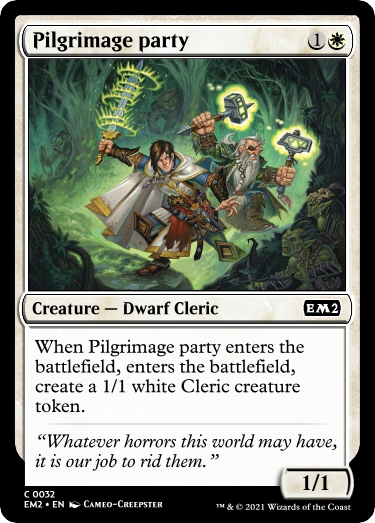 Pilgrimage party 1
Creature — Dwarf Cleric EM2
When Pilgrimage party enters the
battlefield, enters the battlefield,
create a 1/1 white Cleric creature
token.
“Whatever horrors this world may have,
it is our job to rid them.”
1/1
C 0032
EM2 • EN Cameo-Creepster ™ & © 2021 Wizards of the Coast